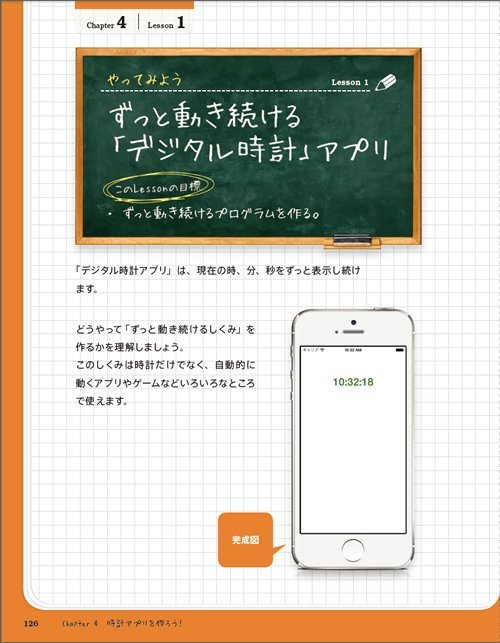 Chapter 4 | Lesson 1
やってみよう
Lesson 1
ずっと動き続ける
「デジタル時計」アプリ
このLessonの目標
・ずっと動き続けるプログラムを作る。
「デジタル時計アプリ」は、現在の時、分、秒をずっと表示し続け
ます。
どうやって「ずっと動き続けるしくみ」を
作るかを理解しましょう。
このしくみは時計だけでなく、自動的に
動くアプリやゲームなどいろいろなところ
で使えます。
キャリア 10:32 AM
10:32:18
完成図
126 Chapter 4 時計アプリを作ろう!